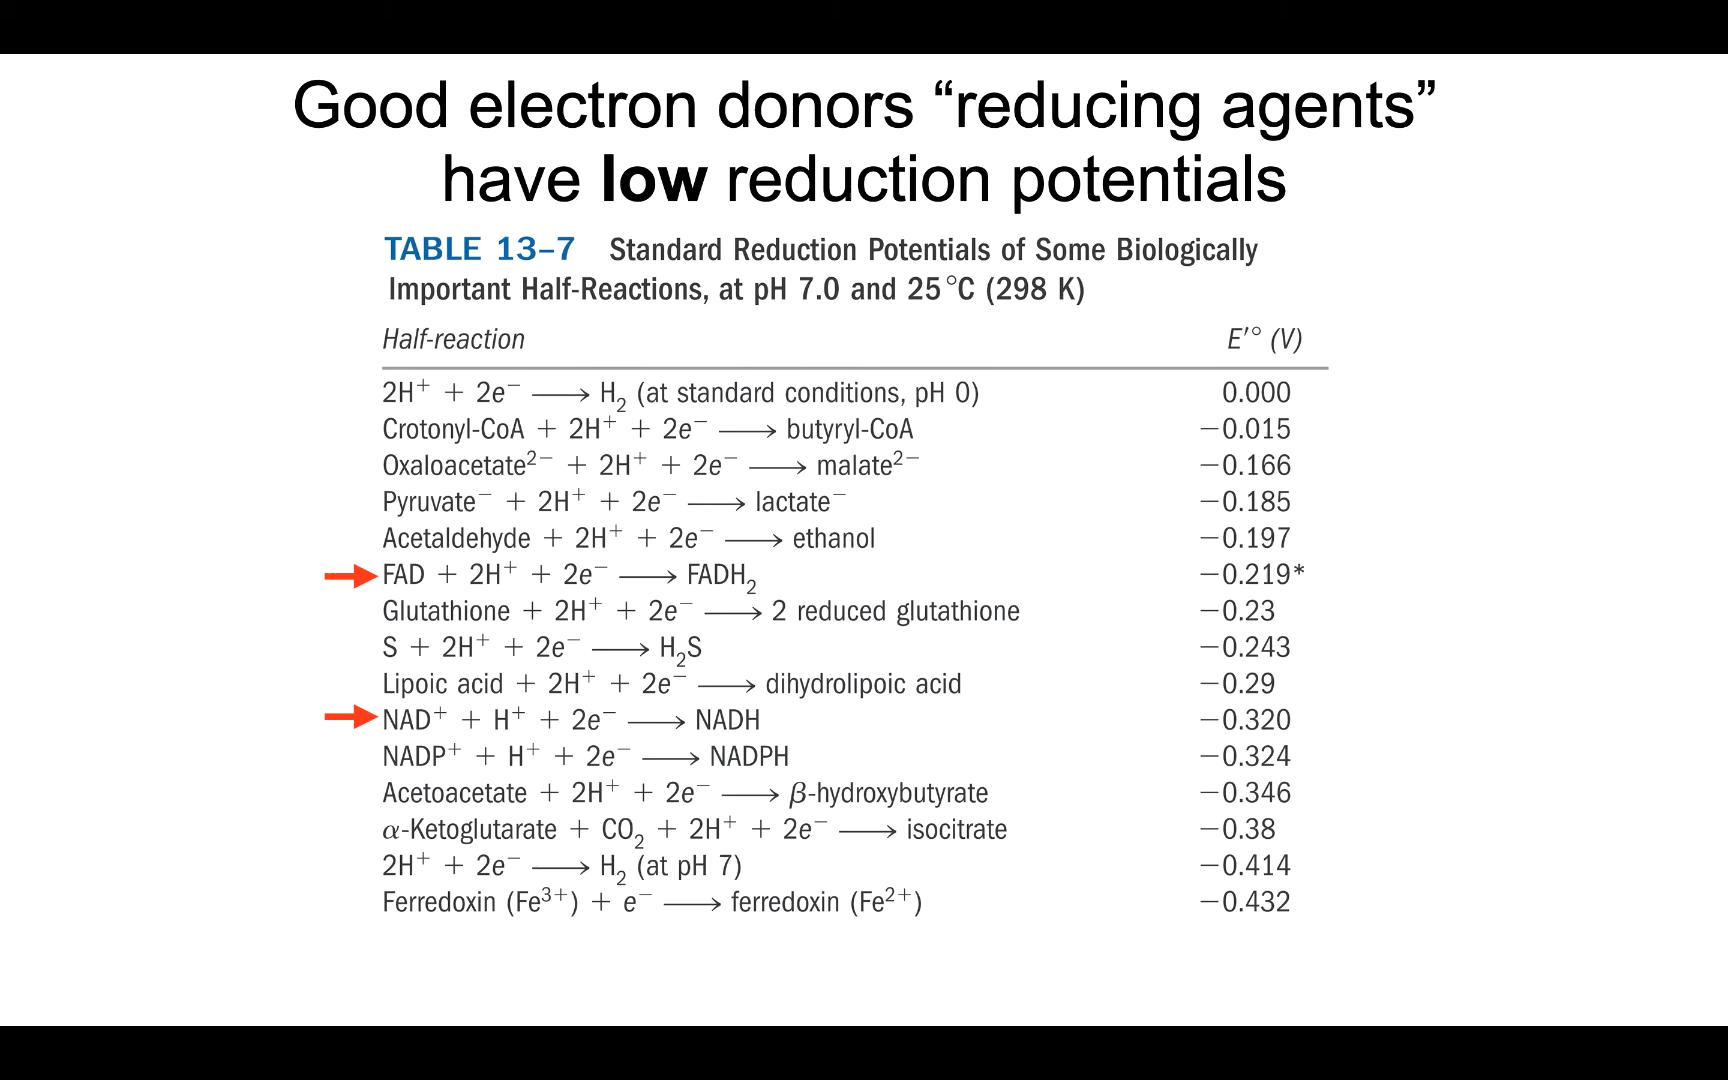 Good electron donors “reducing agents”
have low reduction potentials
TABLE 13–7 Standard Reduction Potentials of Some Biologically
Important Half-Reactions, at pH 7.0 and 25 °C (298 K)
Half-reaction E′° (V)
2H⁺ + 2e⁻ ⟶ H₂ (at standard conditions, pH 0) 0.000
Crotonyl-CoA + 2H⁺ + 2e⁻ ⟶ butyryl-CoA −0.015
Oxaloacetate²⁻ + 2H⁺ + 2e⁻ ⟶ malate²⁻ −0.166
Pyruvate⁻ + 2H⁺ + 2e⁻ ⟶ lactate⁻ −0.185
Acetaldehyde + 2H⁺ + 2e⁻ ⟶ ethanol −0.197
FAD + 2H⁺ + 2e⁻ ⟶ FADH₂ −0.219*
Glutathione + 2H⁺ + 2e⁻ ⟶ 2 reduced glutathione −0.23
S + 2H⁺ + 2e⁻ ⟶ H₂S −0.243
Lipoic acid + 2H⁺ + 2e⁻ ⟶ dihydrolipoic acid −0.29
NAD⁺ + H⁺ + 2e⁻ ⟶ NADH −0.320
NADP⁺ + H⁺ + 2e⁻ ⟶ NADPH −0.324
Acetoacetate + 2H⁺ + 2e⁻ ⟶ β-hydroxybutyrate −0.346
α-Ketoglutarate + CO₂ + 2H⁺ + 2e⁻ ⟶ isocitrate −0.38
2H⁺ + 2e⁻ ⟶ H₂ (at pH 7) −0.414
Ferredoxin (Fe³⁺) + e⁻ ⟶ ferredoxin (Fe²⁺) −0.432